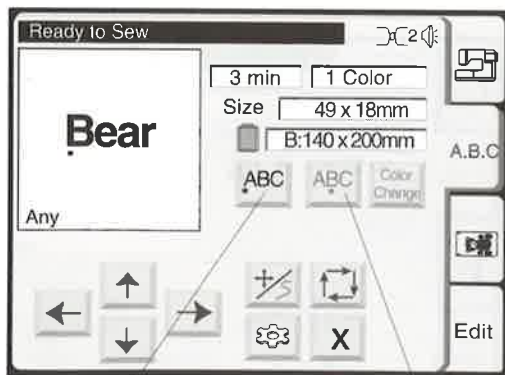 Ready to Sew
2
3 min
1 Color
Size
49 x 18mm
B:140 x 200mm
Bear
ABC
ABC
Color
Change
Any
X
A.B.C
Edit